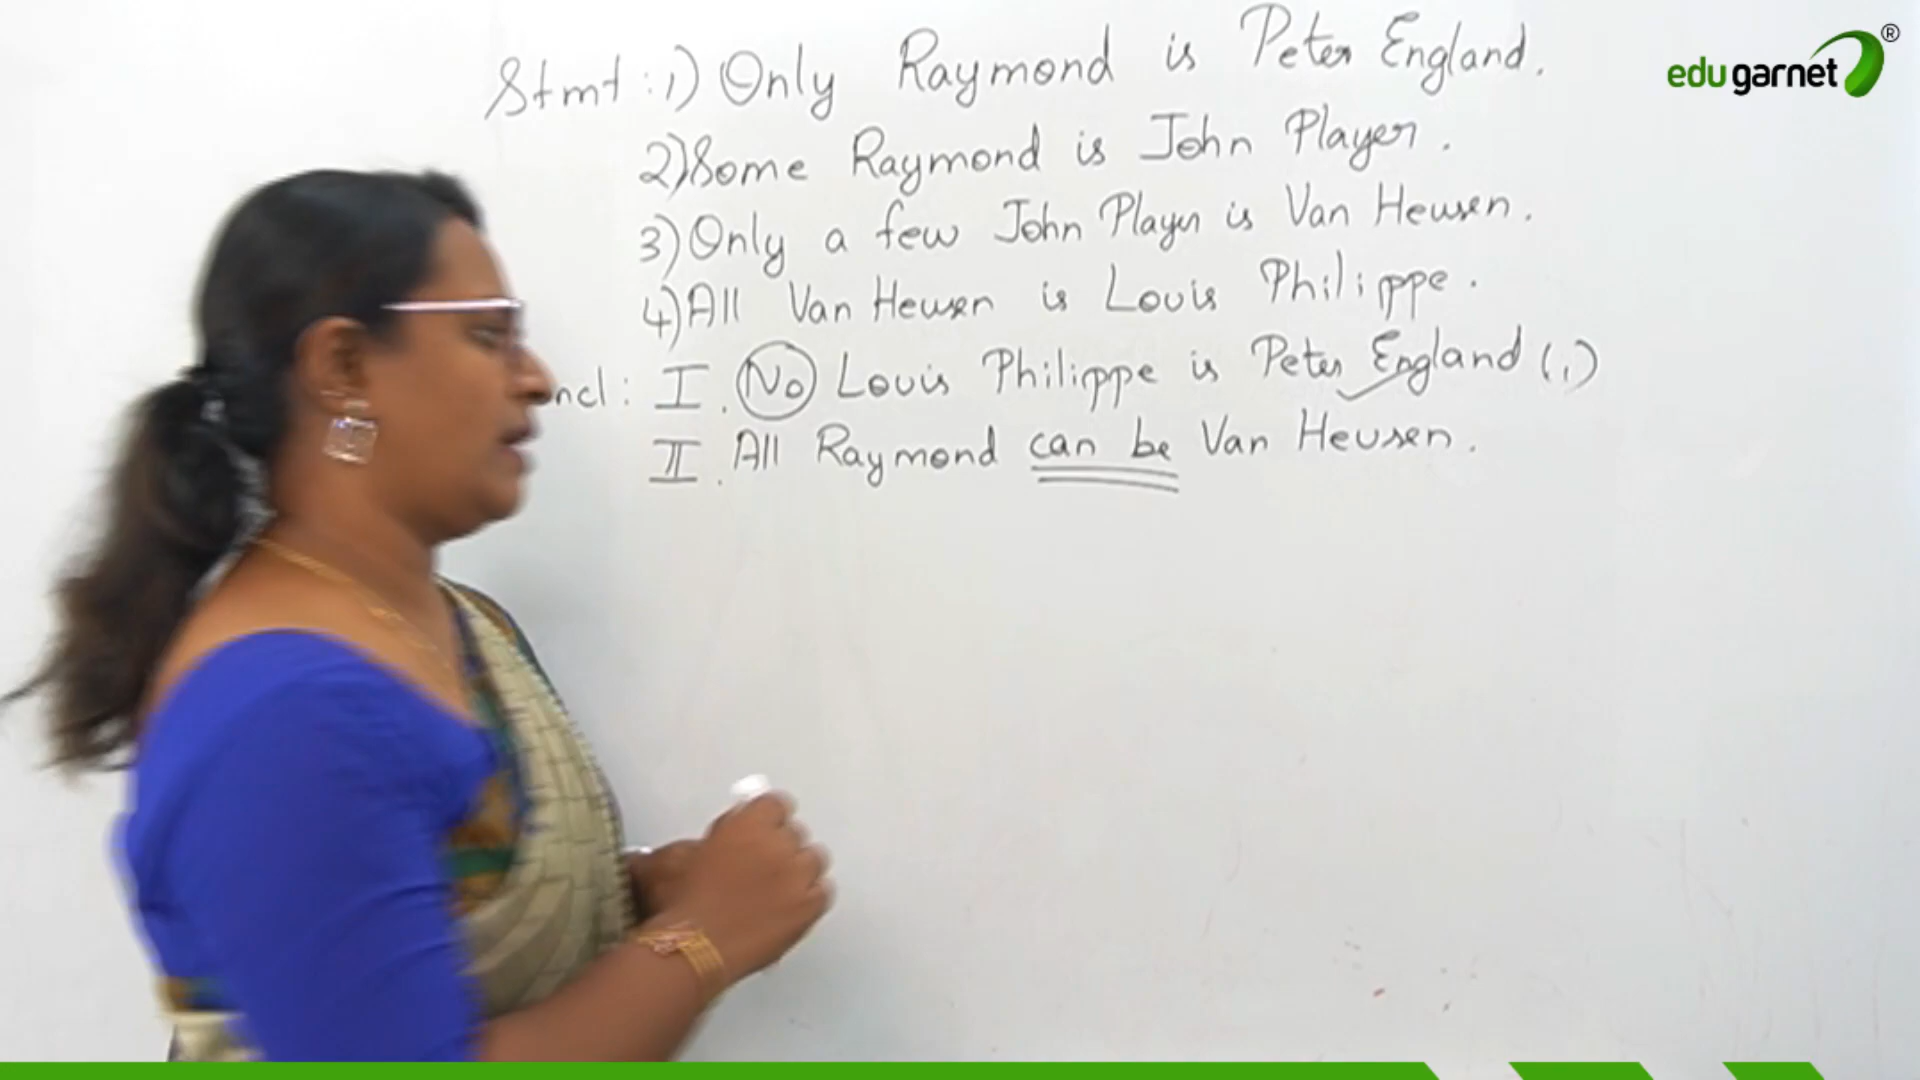 edu garnet ®
Stmt : 1) Only Raymond is Peter England.
2) Some Raymond is John Player.
3) Only a few John Player is Van Heusen.
4) All Van Heusen is Louis Philippe.
ncl : I. No Louis Philippe is Peter England (1)
II. All Raymond can be Van Heusen.